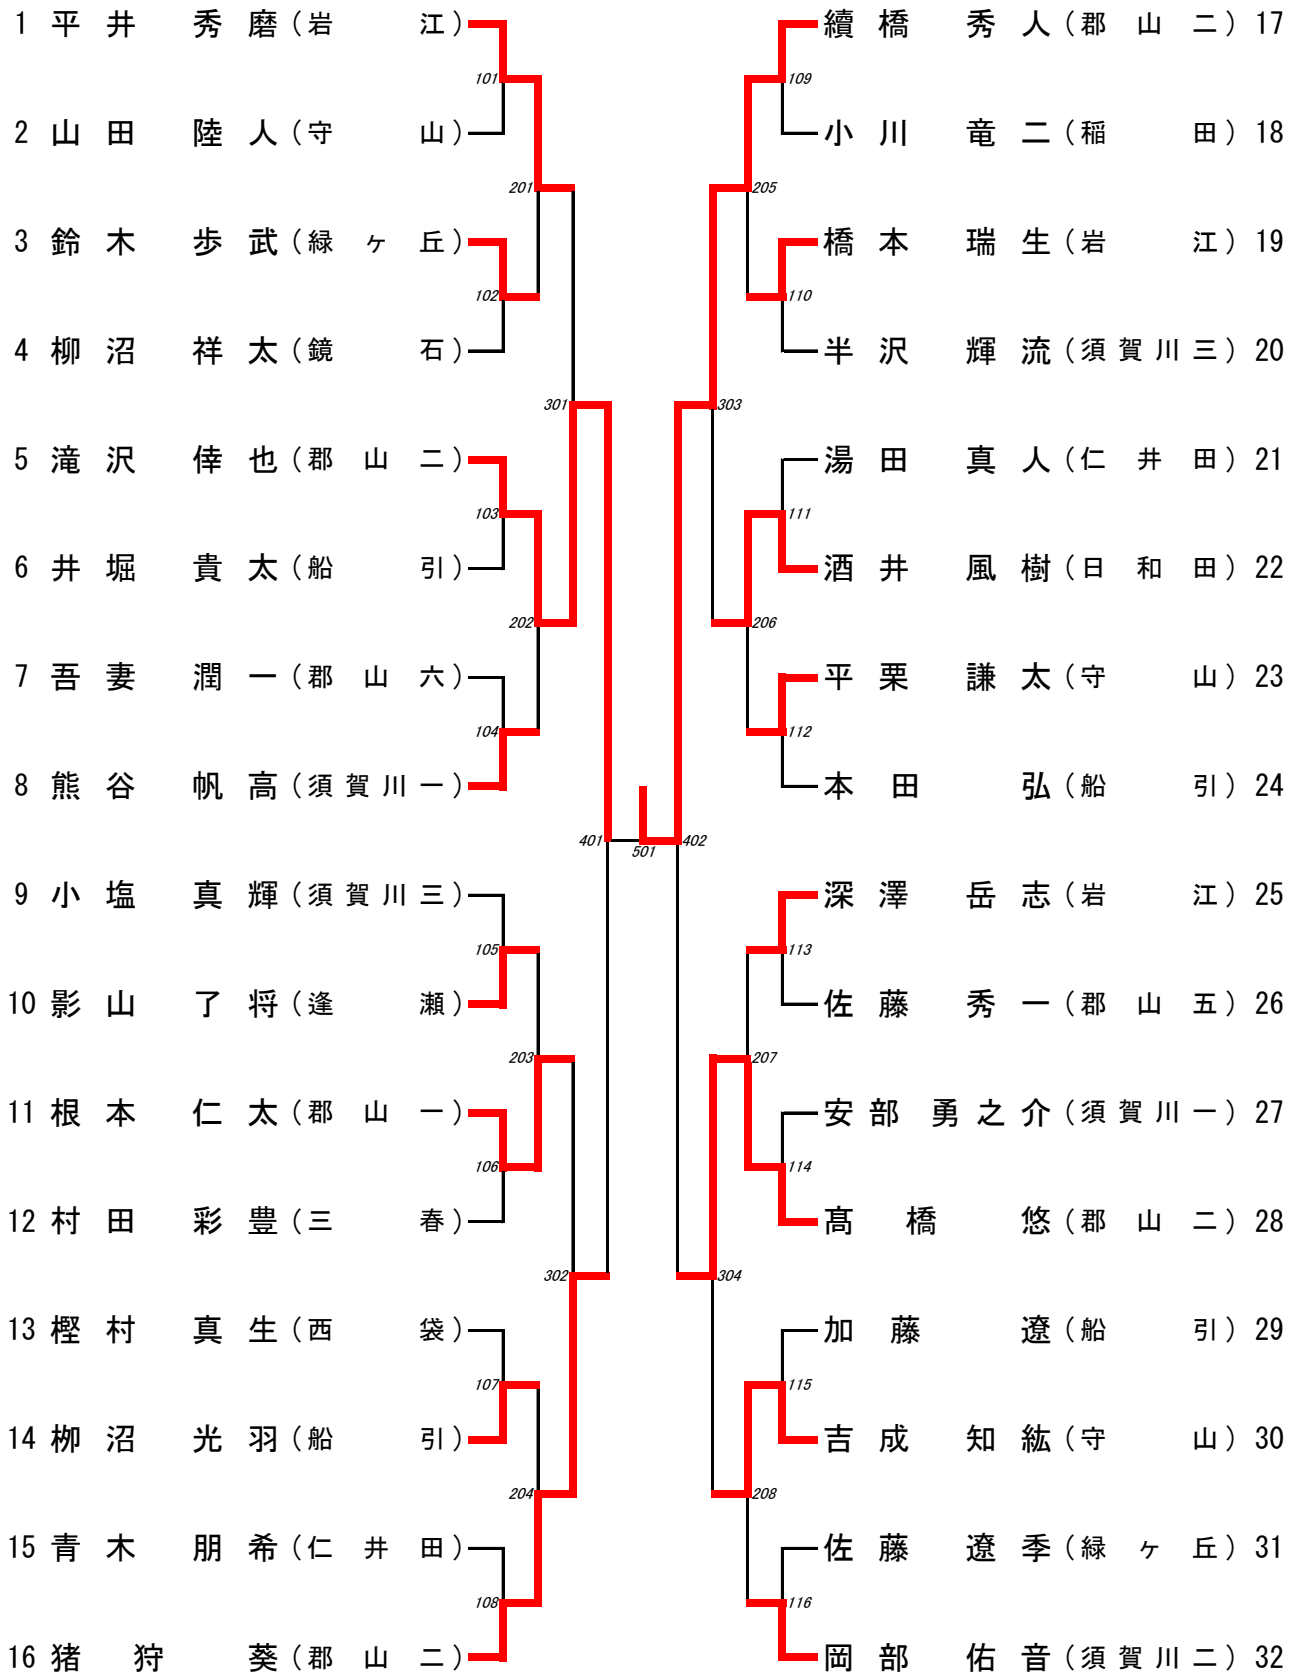 1 平井 秀磨（岩江）
101
2 山田 陸人（守山）
201
3 鈴木 歩武（緑ヶ丘）
102
4 柳沼 祥太（鏡石）
301
5 滝沢 倖也（郡山二）
103
6 井堀 貴太（船引）
202
7 吾妻 潤一（郡山六）
104
8 熊谷 帆高（須賀川一）
401
9 小塩 真輝（須賀川三）
105
10 影山 了将（逢瀬）
203
11 根本 仁太（郡山一）
106
12 村田 彩豊（三春）
302
13 樫村 真生（西袋）
107
14 栁沼 光羽（船引）
204
15 青木 朋希（仁井田）
108
16 猪狩 葵（郡山二）
501
續橋 秀人（郡山二）17
109
小川 竜二（稲田）18
205
橋本 瑞生（岩江）19
110
半沢 輝流（須賀川三）20
303
湯田 真人（仁井田）21
111
酒井 風樹（日和田）22
206
平栗 謙太（守山）23
112
本田 弘（船引）24
402
深澤 岳志（岩江）25
113
佐藤 秀一（郡山五）26
207
安部 勇之介（須賀川一）27
114
髙橋 悠（郡山二）28
304
加藤 遼（船引）29
115
吉成 知紘（守山）30
208
佐藤 遼季（緑ヶ丘）31
116
岡部 佑音（須賀川二）32